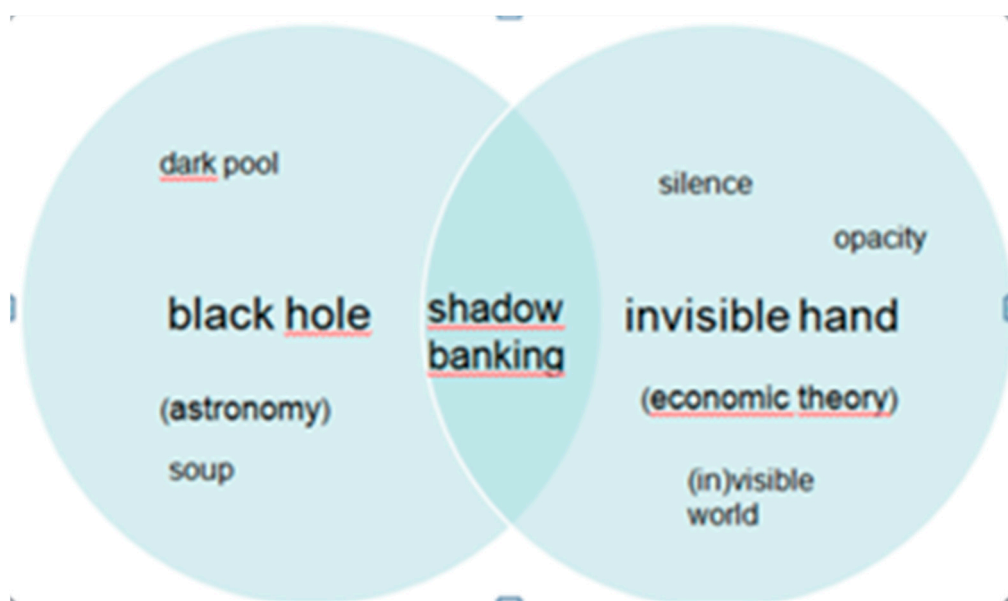 dark pool
black hole
(astronomy)
soup
shadow
banking
silence
opacity
invisible hand
(economic theory)
(in)visible
world